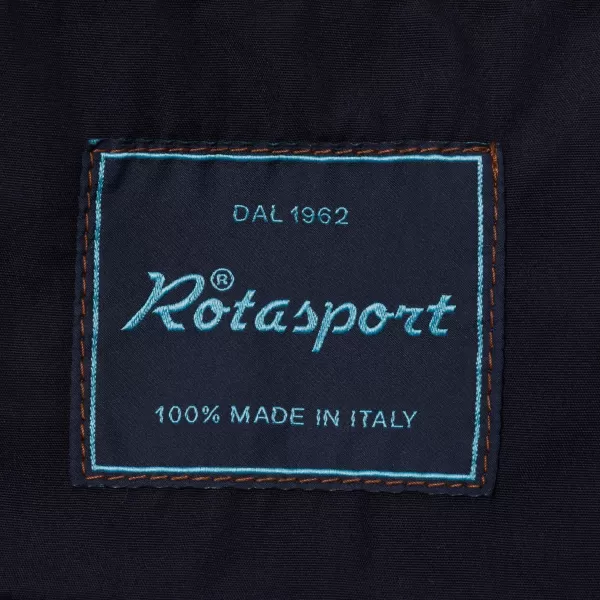 DAL 1962
Rotasport®
100% MADE IN ITALY